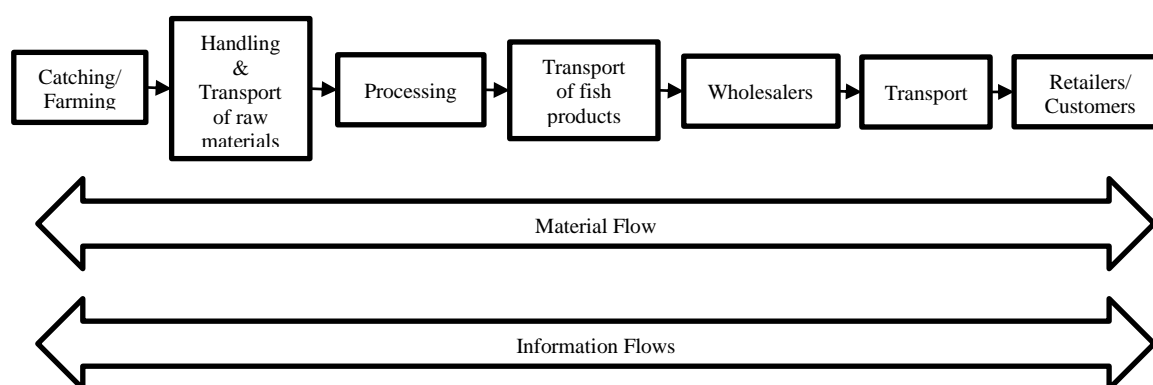 Catching/
Farming
Handling
&
Transport
of raw
materials
Processing
Transport
of fish
products
Wholesalers
Transport
Retailers/
Customers
Material Flow
Information Flows